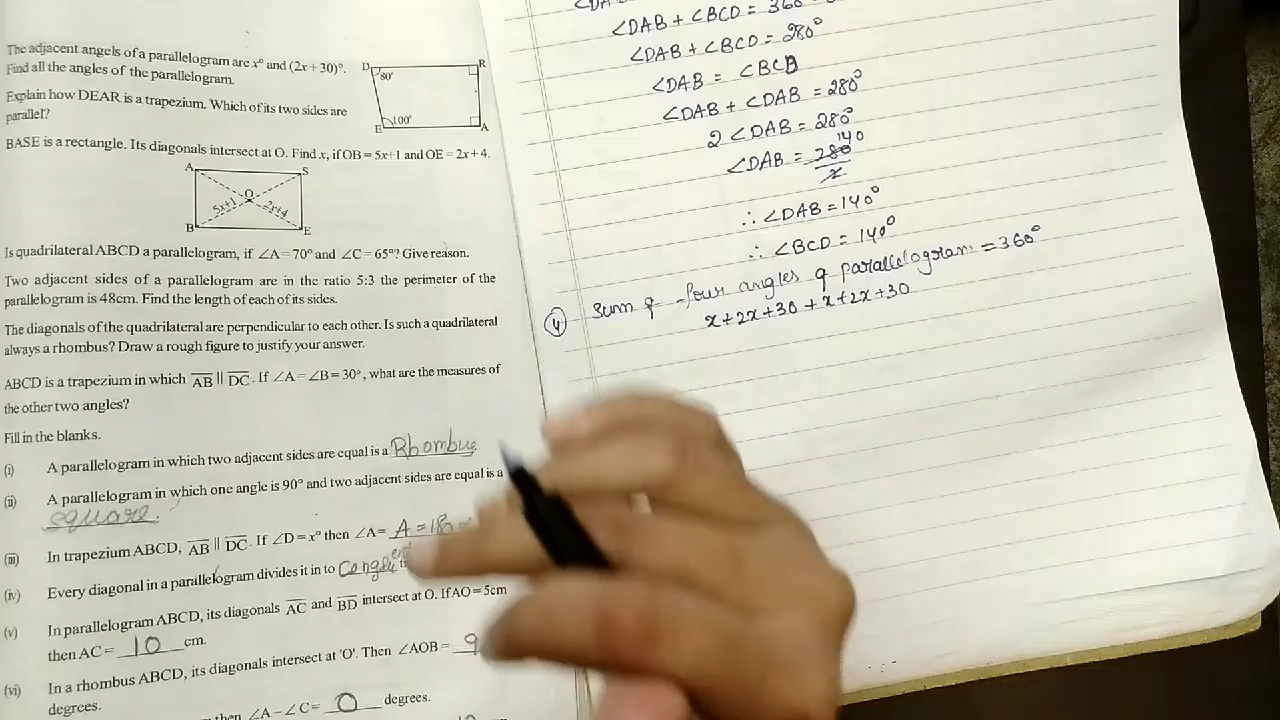 The adjacent angels of a parallelogram are x° and (2x + 30)°.
Find all the angles of the parallelogram.
Explain how DEAR is a trapezium. Which of its two sides are
parallel?
D
R
80°
100°
E
A
BASE is a rectangle. Its diagonals intersect at O. Find x, if OB = 5x+1 and OE = 2x + 4.
A
S
O
5x+1
2x+4
B
E
Is quadrilateral ABCD a parallelogram, if ∠A = 70° and ∠C = 65°? Give reason.
Two adjacent sides of a parallelogram are in the ratio 5:3 the perimeter of the
parallelogram is 48cm. Find the length of each of its sides.
The diagonals of the quadrilateral are perpendicular to each other. Is such a quadrilateral
always a rhombus? Draw a rough figure to justify your answer.
ABCD is a trapezium in which AB || DC. If ∠A = ∠B = 30°, what are the measures of
the other two angles?
Fill in the blanks.
(i) A parallelogram in which two adjacent sides are equal is a Rhombus
(ii) A parallelogram in which one angle is 90° and two adjacent sides are equal is a
square.
(iii) In trapezium ABCD, AB || DC. If ∠D = x° then ∠A = A = 18
(iv) Every diagonal in a parallelogram divides it in to
(v) In parallelogram ABCD, its diagonals AC and BD intersect at O. If AO = 5cm
then AC = 10 cm.
(vi) In a rhombus ABCD, its diagonals intersect at 'O'. Then ∠AOB = 9
degrees.
then ∠A – ∠C = 0 degrees.
∠DAB + ∠BCD = 360°
∠DAB + ∠BCD = 280°
∠DAB = ∠BCD
∠DAB + ∠DAB = 280°
2 ∠DAB = 280°
140
∠DAB = 280
2
∴ ∠DAB = 140°
∴ ∠BCD = 140°
4 Sum of four angles of parallelogram = 360°
x + 2x + 30 + x + 2x + 30